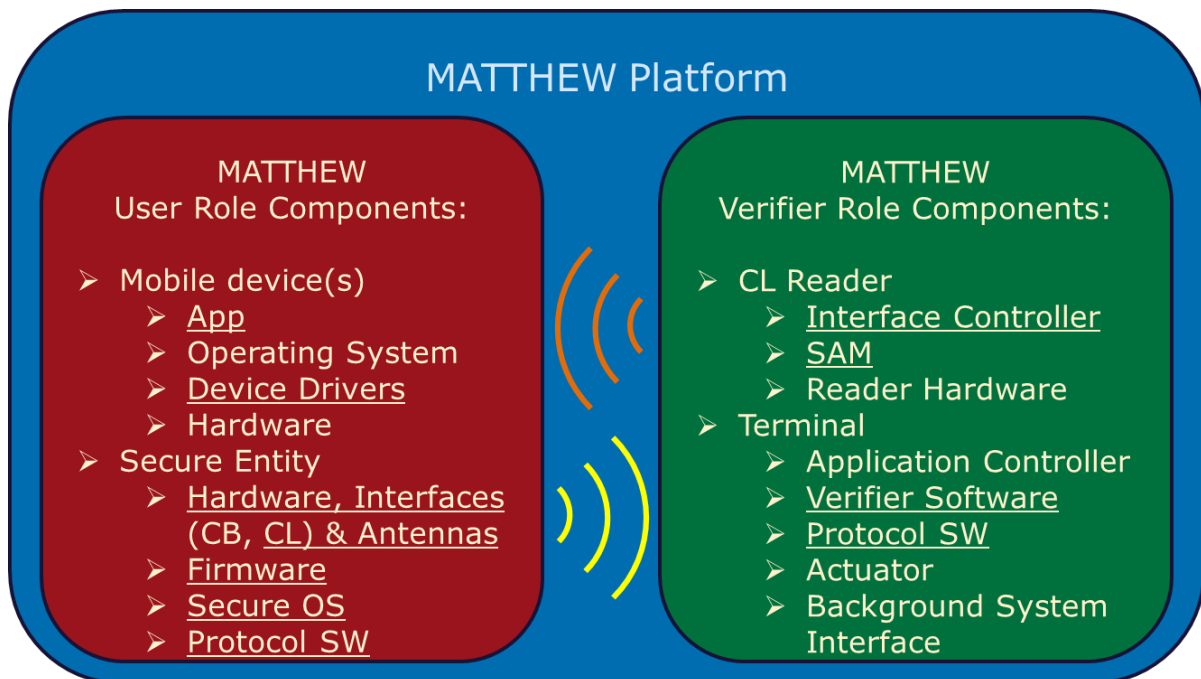 MATTHEW Platform
MATTHEW
User Role Components:
➢ Mobile device(s)
➢ App
➢ Operating System
➢ Device Drivers
➢ Hardware
➢ Secure Entity
➢ Hardware, Interfaces
(CB, CL) & Antennas
➢ Firmware
➢ Secure OS
➢ Protocol SW
MATTHEW
Verifier Role Components:
➢ CL Reader
➢ Interface Controller
➢ SAM
➢ Reader Hardware
➢ Terminal
➢ Application Controller
➢ Verifier Software
➢ Protocol SW
➢ Actuator
➢ Background System
Interface